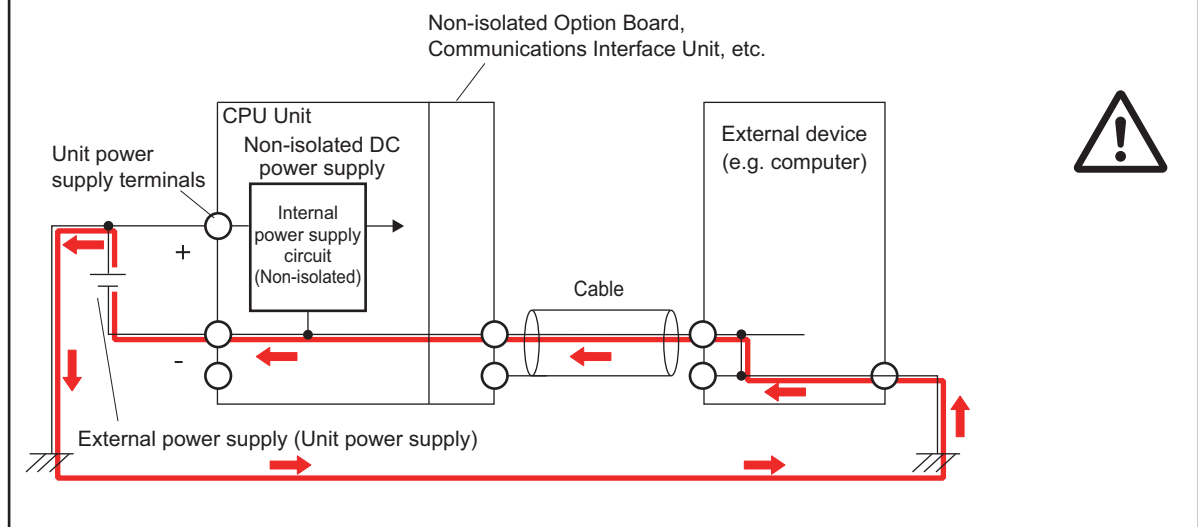 Non-isolated Option Board,
Communications Interface Unit, etc.
CPU Unit
Non-isolated DC
power supply
Unit power
supply terminals
Internal
power supply
circuit
(Non-isolated)
External device
(e.g. computer)
+
Cable
-
External power supply (Unit power supply)